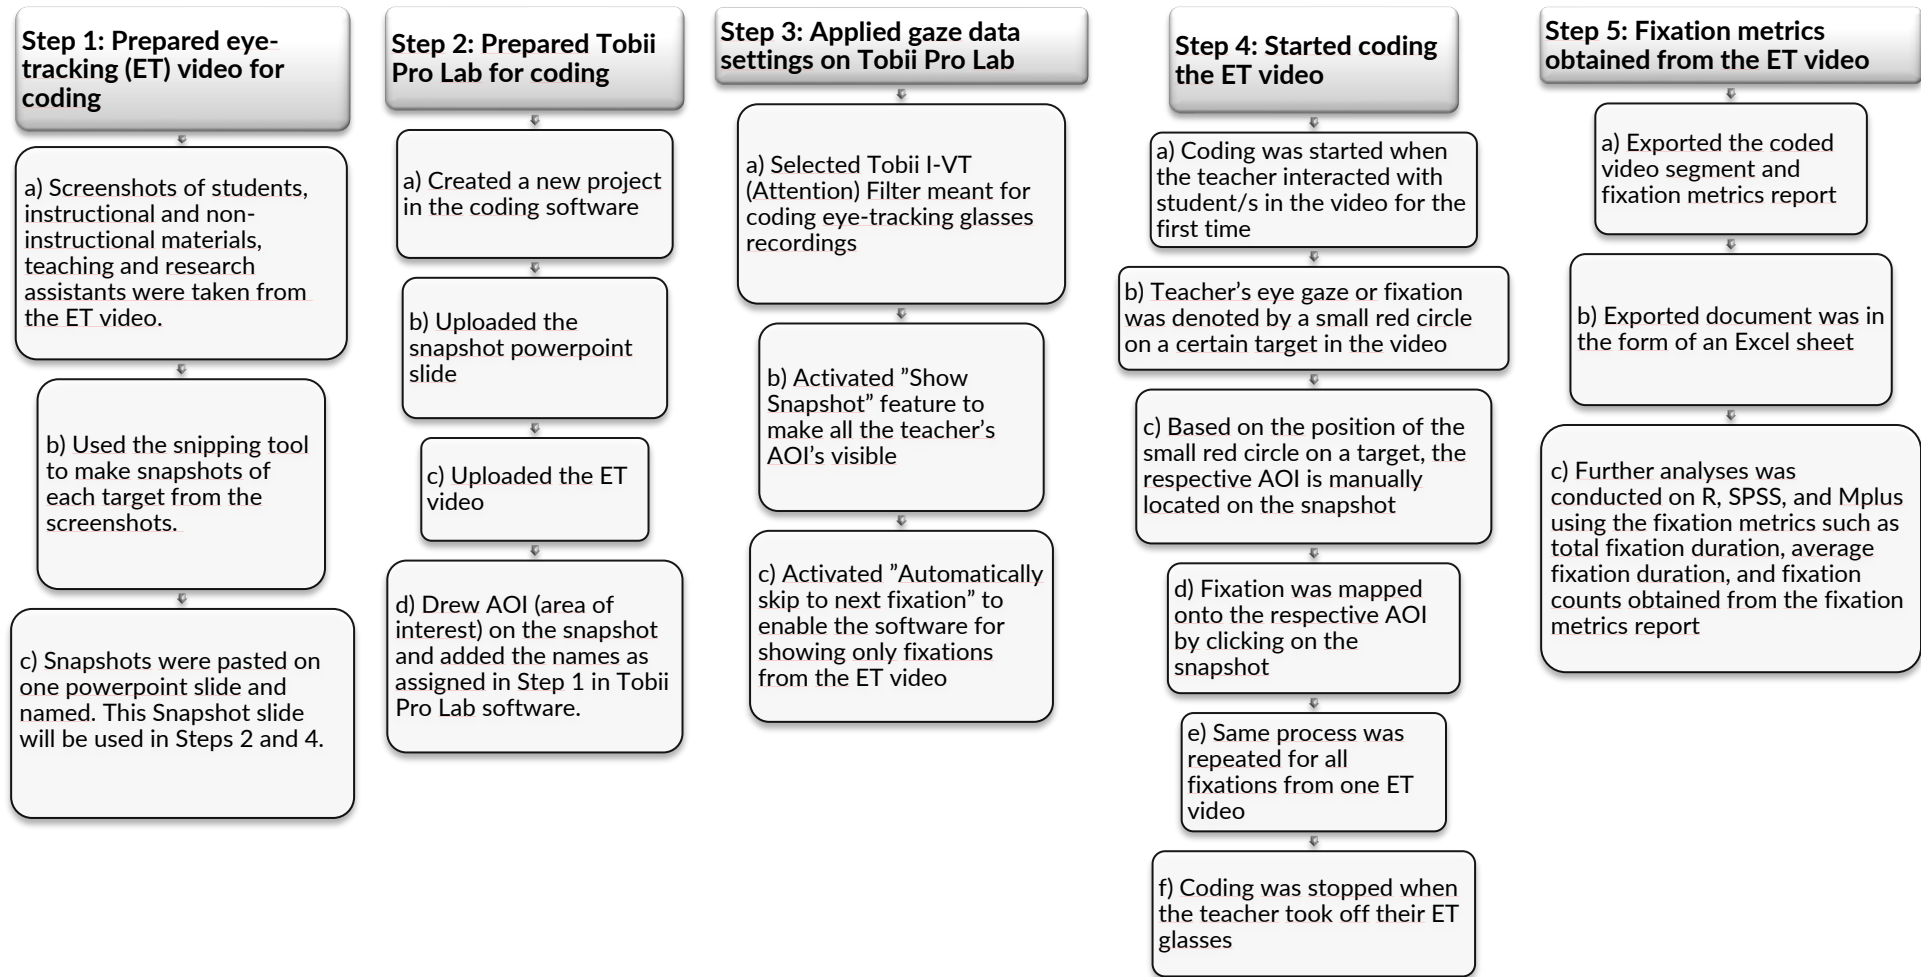 Step 1: Prepared eye-
tracking (ET) video for
coding
a) Screenshots of students,
instructional and non-
instructional materials,
teaching and research
assistants were taken from
the ET video.
b) Used the snipping tool
to make snapshots of
each target from the
screenshots.
c) Snapshots were pasted on
one powerpoint slide and
named. This Snapshot slide
will be used in Steps 2 and 4.
Step 2: Prepared Tobii
Pro Lab for coding
a) Created a new project
in the coding software
b) Uploaded the
snapshot powerpoint
slide
c) Uploaded the ET
video
d) Drew AOI (area of
interest) on the snapshot
and added the names as
assigned in Step 1 in Tobii
Pro Lab software.
Step 3: Applied gaze data
settings on Tobii Pro Lab
a) Selected Tobii I-VT
(Attention) Filter meant for
coding eye-tracking glasses
recordings
b) Activated ”Show
Snapshot” feature to
make all the teacher’s
AOI’s visible
c) Activated ”Automatically
skip to next fixation” to
enable the software for
showing only fixations
from the ET video
Step 4: Started coding
the ET video
a) Coding was started when
the teacher interacted with
student/s in the video for the
first time
b) Teacher’s eye gaze or fixation
was denoted by a small red circle
on a certain target in the video
c) Based on the position of the
small red circle on a target, the
respective AOI is manually
located on the snapshot
d) Fixation was mapped
onto the respective AOI
by clicking on the
snapshot
e) Same process was
repeated for all
fixations from one ET
video
f) Coding was stopped when
the teacher took off their ET
glasses
Step 5: Fixation metrics
obtained from the ET video
a) Exported the coded
video segment and
fixation metrics report
b) Exported document was in
the form of an Excel sheet
c) Further analyses was
conducted on R, SPSS, and Mplus
using the fixation metrics such as
total fixation duration, average
fixation duration, and fixation
counts obtained from the fixation
metrics report